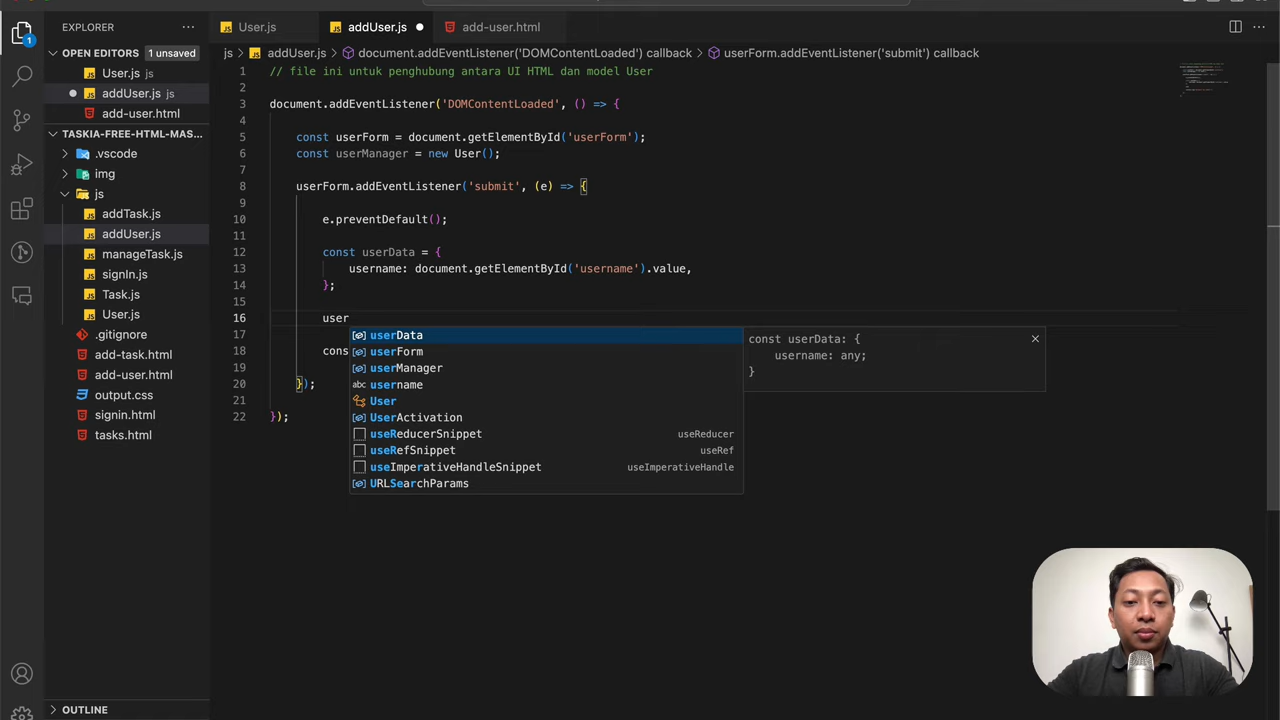 EXPLORER
OPEN EDITORS 1 unsaved
User.js js
addUser.js js
add-user.html
TASKIA-FREE-HTML-MAS...
.vscode
img
js
addTask.js
addUser.js
manageTask.js
signIn.js
Task.js
User.js
.gitignore
add-task.html
add-user.html
output.css
signin.html
tasks.html
OUTLINE
1
User.js
addUser.js
add-user.html
js > addUser.js > document.addEventListener('DOMContentLoaded') callback > userForm.addEventListener('submit') callback
1 // file ini untuk penghubung antara UI HTML dan model User
2
3 document.addEventListener('DOMContentLoaded', () => {
4
5 const userForm = document.getElementById('userForm');
6 const userManager = new User();
7
8 userForm.addEventListener('submit', (e) => {
9
10 e.preventDefault();
11
12 const userData = {
13 username: document.getElementById('username').value,
14 };
15
16 user
17
18 cons
19
20 });
21
22 });
userData
userForm
userManager
abc username
User
UserActivation
useReducerSnippet useReducer
useRefSnippet useRef
useImperativeHandleSnippet useImperativeHandle
URLSearchParams
const userData: {
username: any;
}